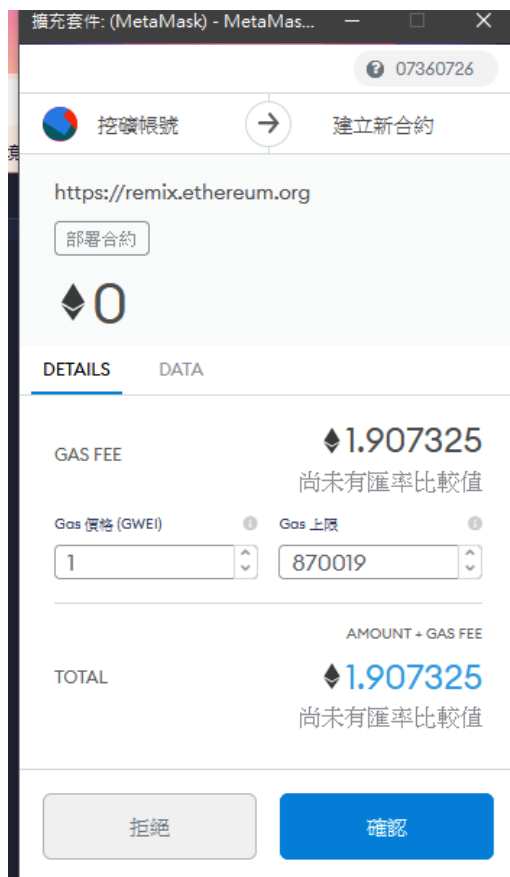 擴充套件: (MetaMask) - MetaMas...
07360726
挖礦帳號
建立新合約
https://remix.ethereum.org
部署合約
0
DETAILS DATA
GAS FEE
1.907325
尚未有匯率比較值
Gas 價格 (GWEI) Gas 上限
1 870019
AMOUNT + GAS FEE
TOTAL
1.907325
尚未有匯率比較值
拒絕 確認